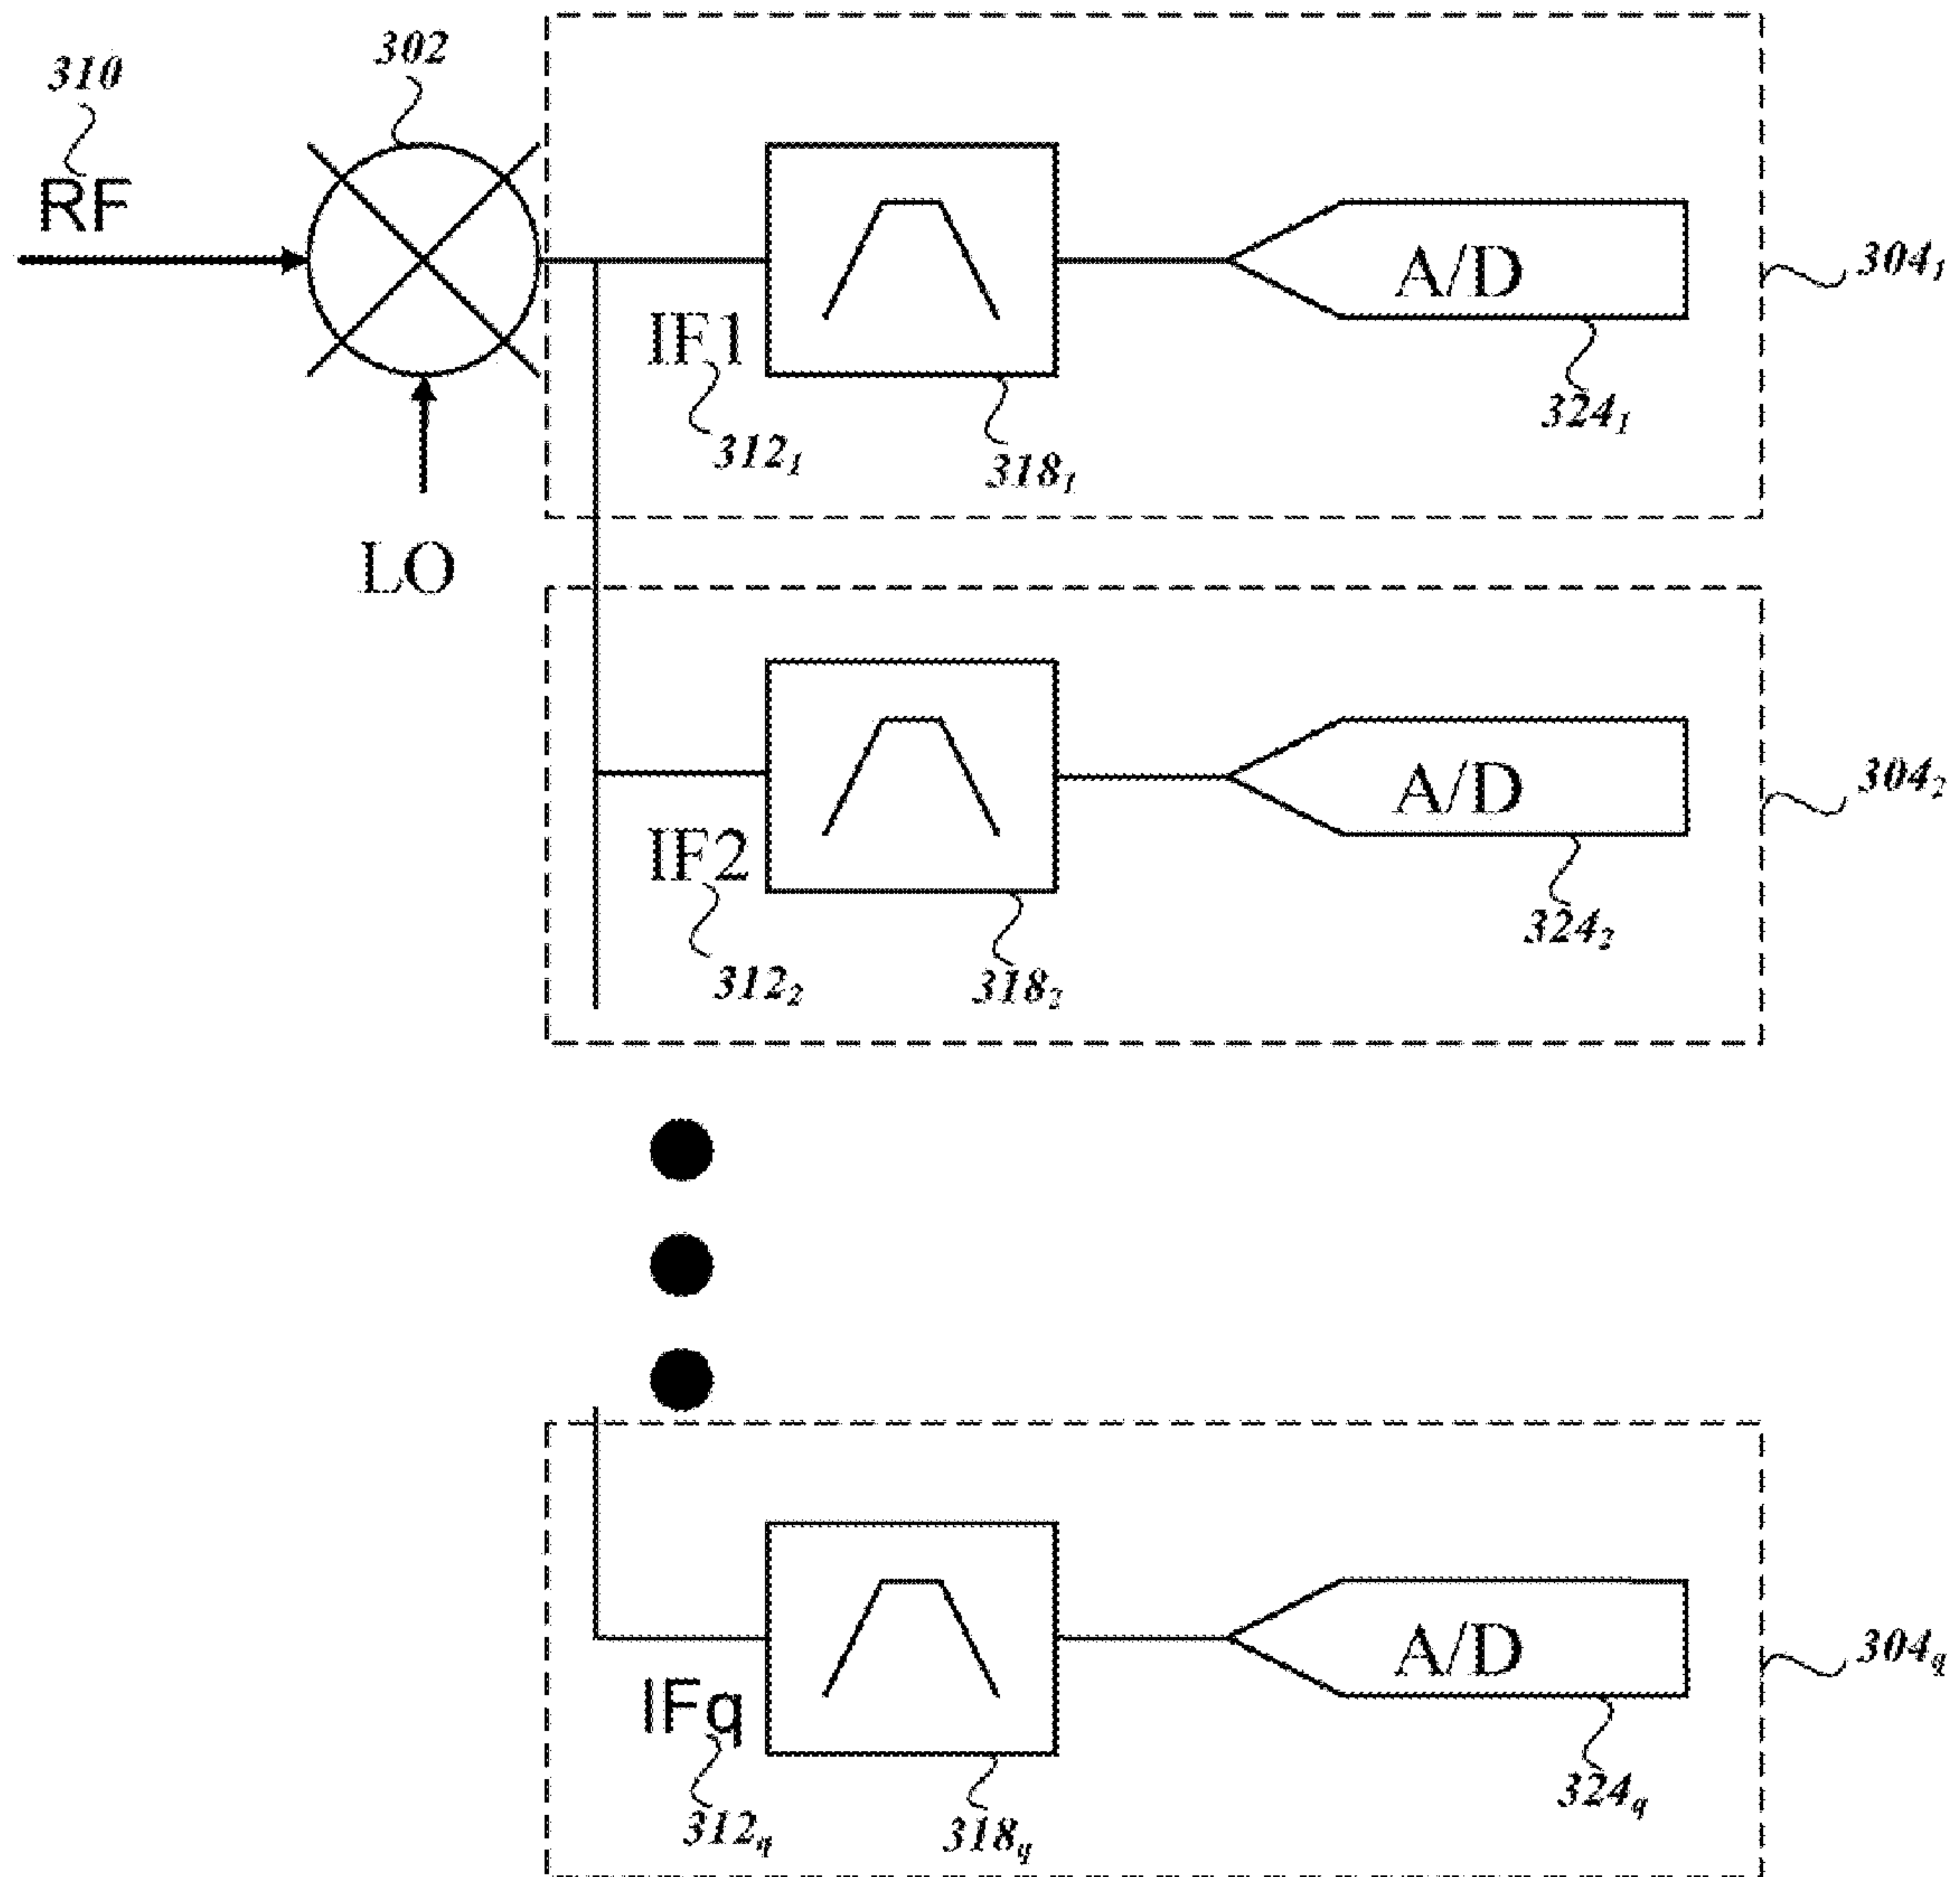 310
302
RF
LO
IF1
312₁
318₁
A/D
324₁
304₁
IF2
312₂
318₂
A/D
324₂
304₂
IFq
312q
318q
A/D
324q
304q